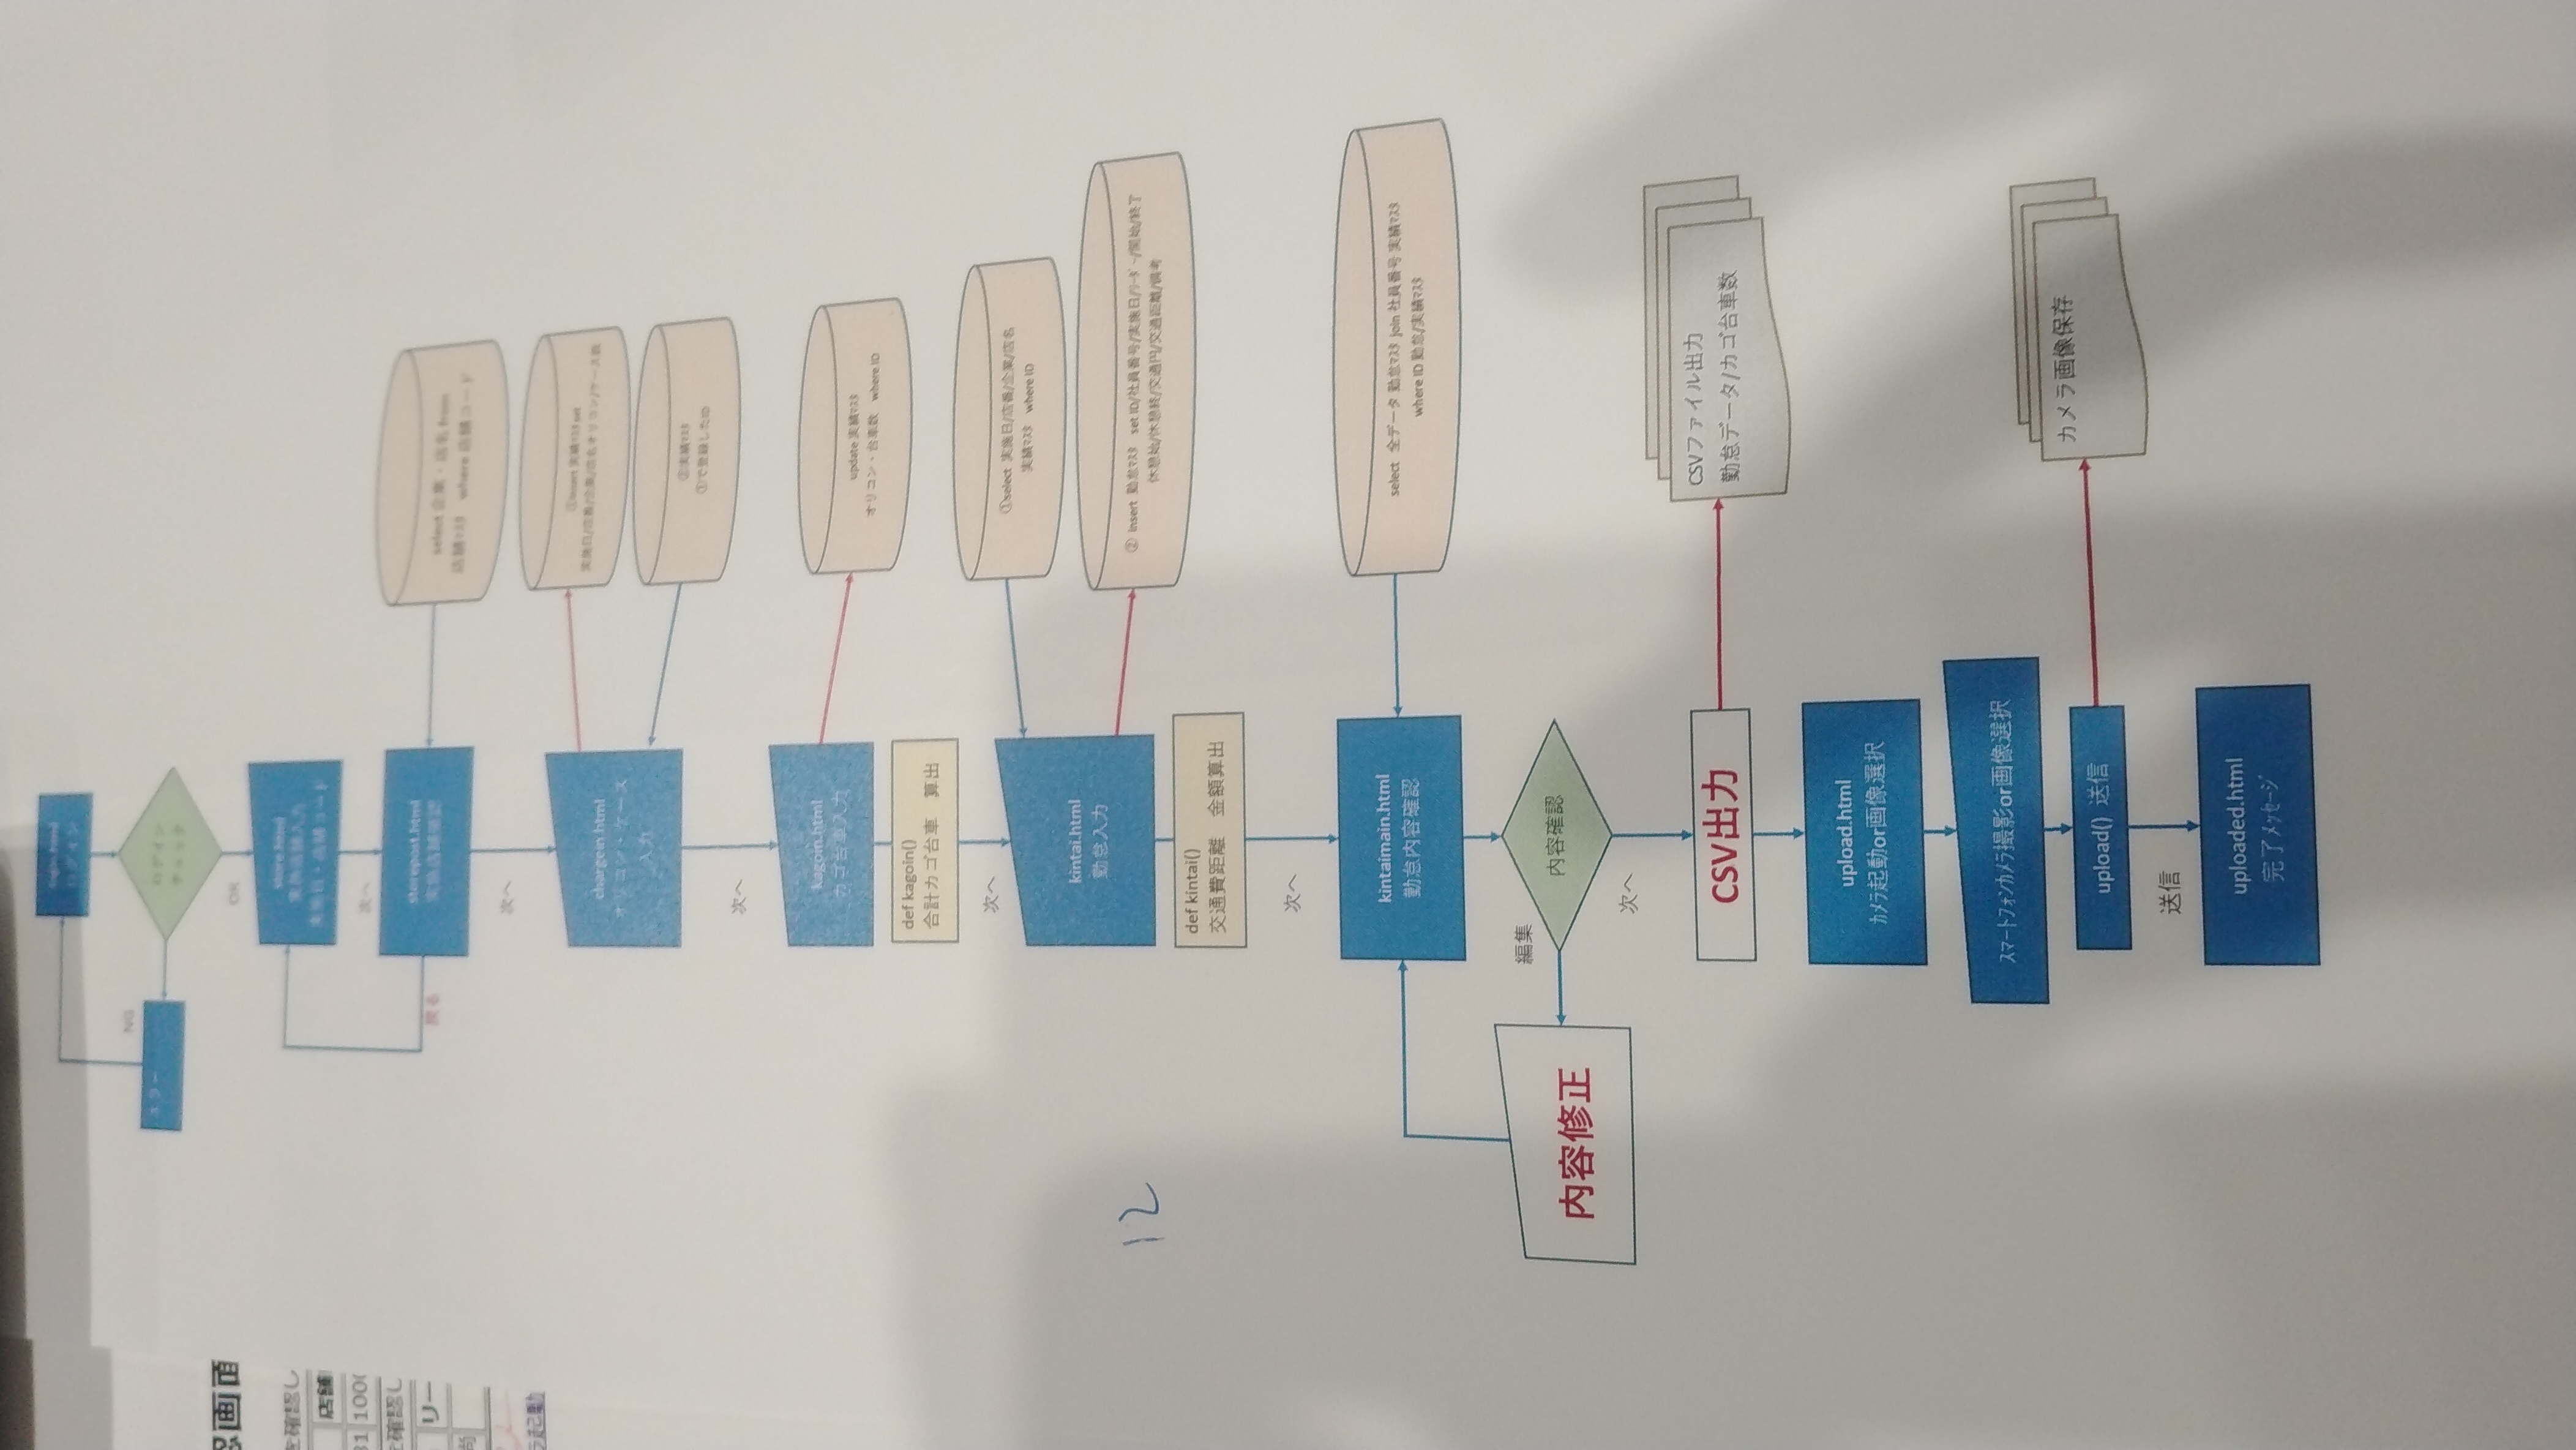 login.html
ログイン
NG
エラー
ログイン
チェック
OK
store.html
実施店舗入力
実施日・店舗コード
次へ
storepost.html
実施店舗確認
戻る
select 企業・店名 from
店舗ﾏｽﾀ where 店舗コード
次へ
chargein.html
オリコン・ケース
入力
①insert 実績ﾏｽﾀ set
実施日/店番/企業/店名オリコン/ケース数
②実績ﾏｽﾀ
①で登録したID
次へ
kagoin.html
カゴ台車入力
update 実績ﾏｽﾀ
オリコン・台車数 where ID
def kagoin()
合計カゴ台車 算出
次へ
①select 実施日/店番/企業/店名
実績ﾏｽﾀ where ID
kintai.html
勤怠入力
② insert 勤怠ﾏｽﾀ set ID/社員番号/実施日/ﾘｰﾀﾞｰ/開始/終了
休憩始/休憩終/交通円/交通距離/備考
def kintai()
交通費距離 金額算出
次へ
kintaimain.html
勤怠内容確認
select 全データ 勤怠ﾏｽﾀ join 社員番号 実績ﾏｽﾀ
where ID 勤怠/実績ﾏｽﾀ
編集
内容確認
内容修正
次へ
CSV出力
CSVファイル出力
勤怠データ/カゴ台車数
upload.html
ｶﾒﾗ起動or画像選択
ｽﾏｰﾄﾌｫﾝｶﾒﾗ撮影or画像選択
upload() 送信
カメラ画像保存
送信
uploaded.html
完了ﾒｯｾｰｼﾞ
12
認画面
を確認し
店舗
31 1000
を確認し
リー
尚
ラ起動